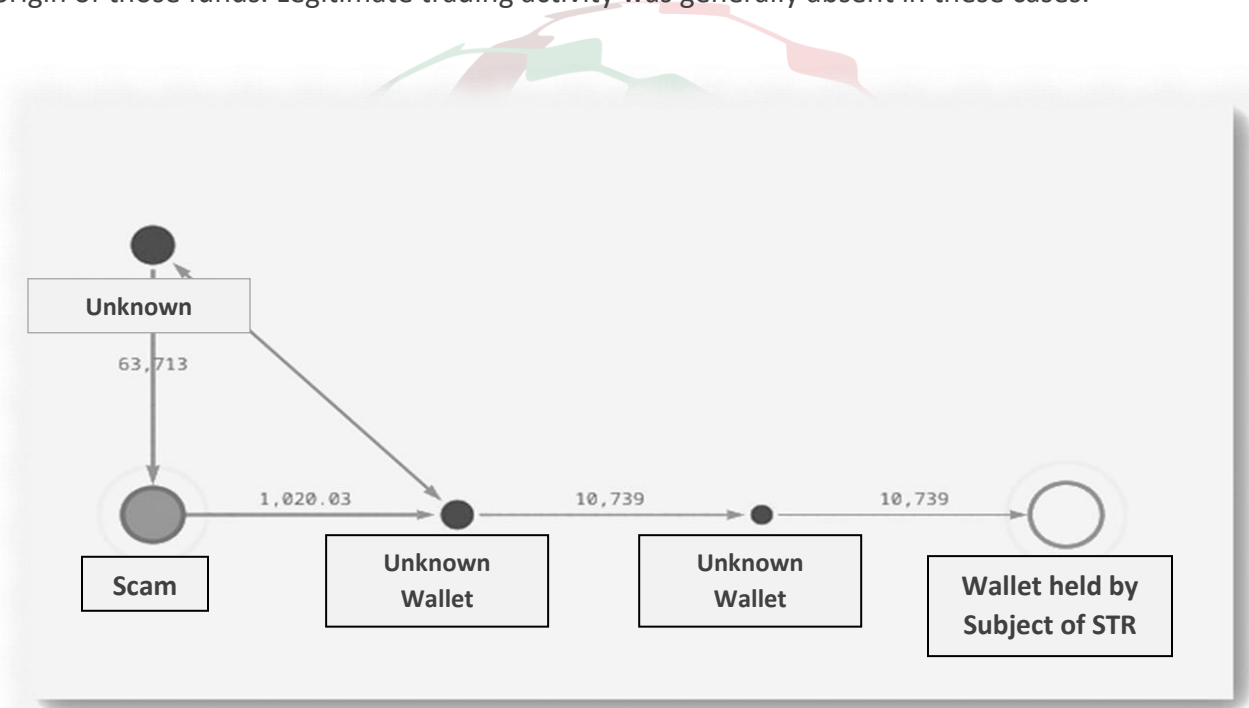 origin of those funds. Legitimate trading activity was generally absent in these cases.
Unknown
63,713
1,020.03
10,739
10,739
Scam
Unknown
Wallet
Unknown
Wallet
Wallet held by
Subject of STR